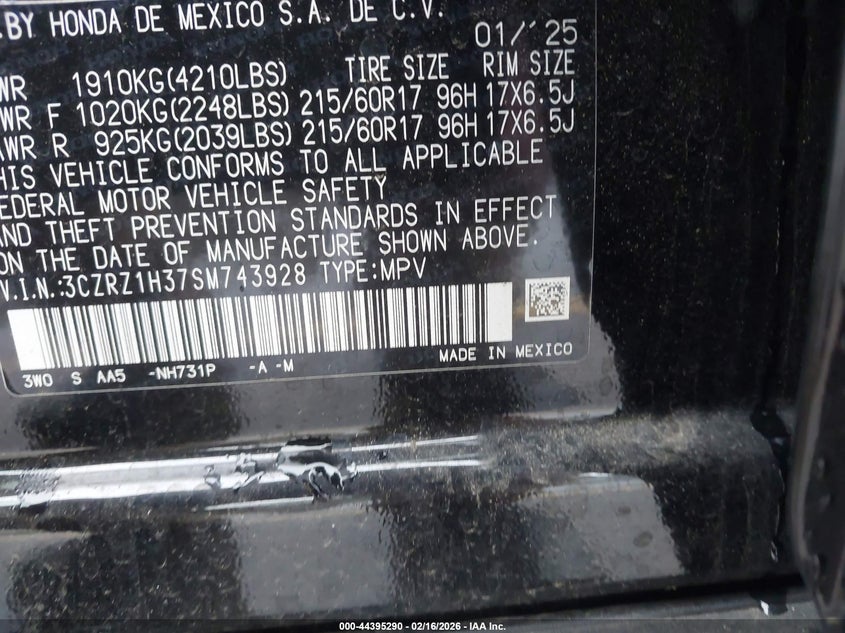 .BY HONDA DE MEXICO S.A. DE C.V.
01/'25
WR 1910KG(4210LBS) TIRE SIZE RIM SIZE
WR F 1020KG(2248LBS) 215/60R17 96H 17X6.5J
AWR R 925KG(2039LBS) 215/60R17 96H 17X6.5J
HIS VEHICLE CONFORMS TO ALL APPLICABLE
EDERAL MOTOR VEHICLE SAFETY
AND THEFT PREVENTION STANDARDS IN EFFECT
ON THE DATE OF MANUFACTURE SHOWN ABOVE.
V.I.N.:3CZRZ1H37SM743928 TYPE:MPV
MADE IN MEXICO
3W0 S AA5 -NH731P -A -M
000-44395290 - 02/16/2026 - IAA Inc.